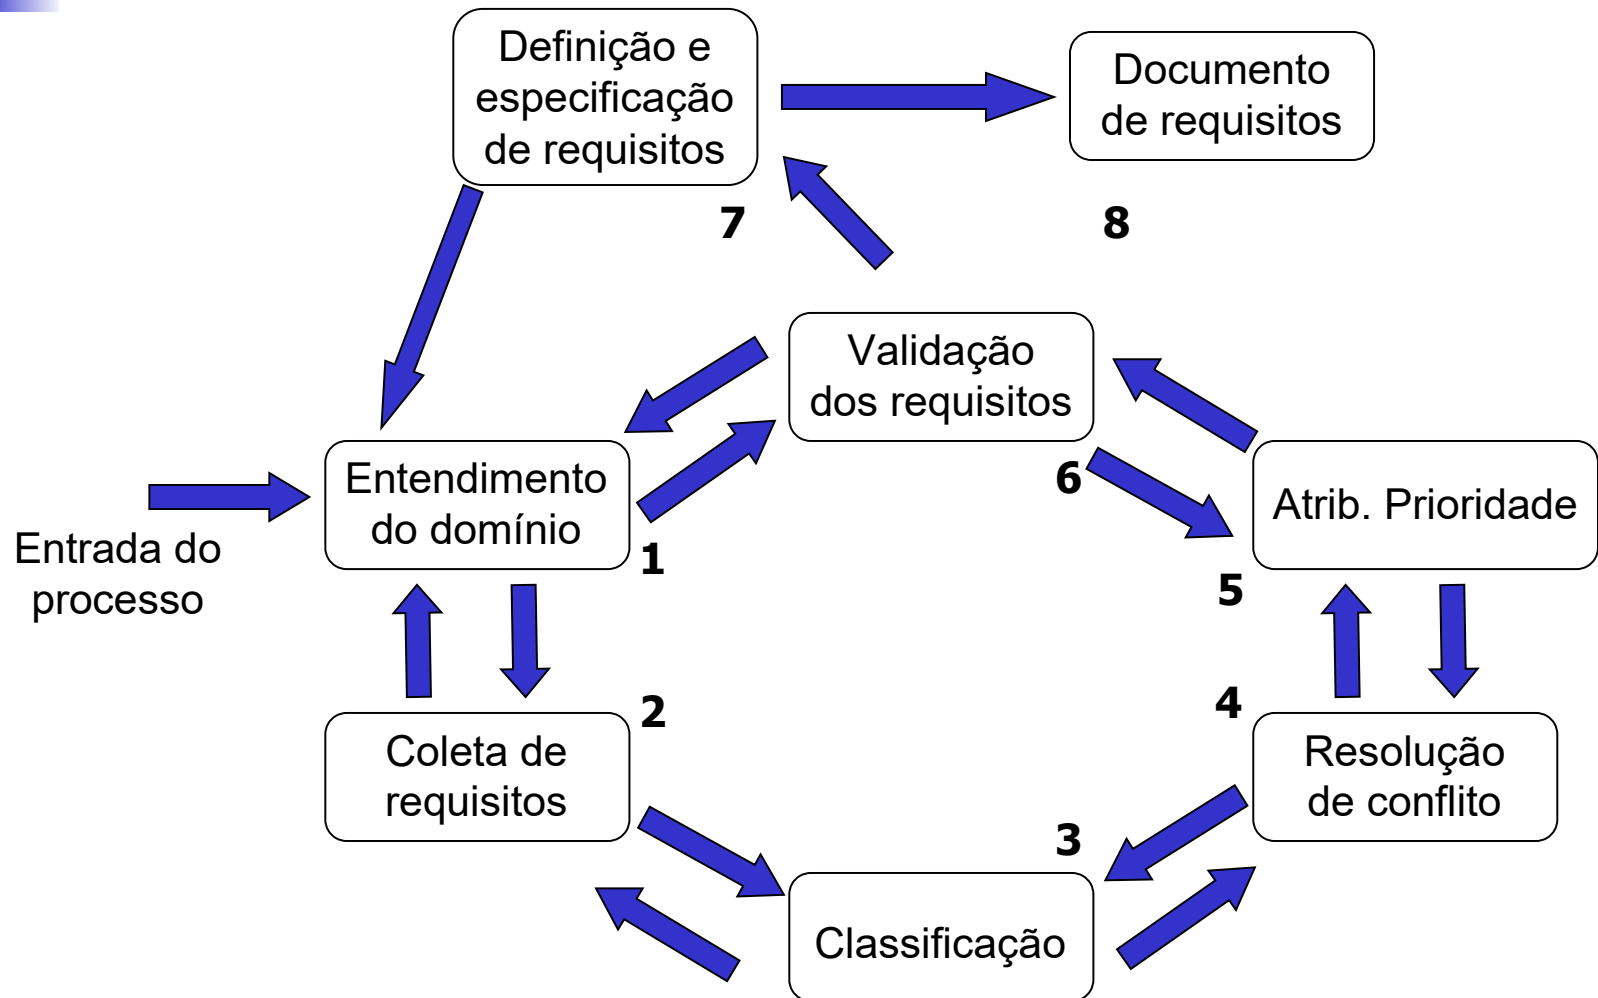 Definição e
especificação
de requisitos
Documento
de requisitos
7
8
Validação
dos requisitos
6
Entrada do
processo
Entendimento
do domínio
1
Atrib. Prioridade
5
2
Coleta de
requisitos
4
Resolução
de conflito
3
Classificação